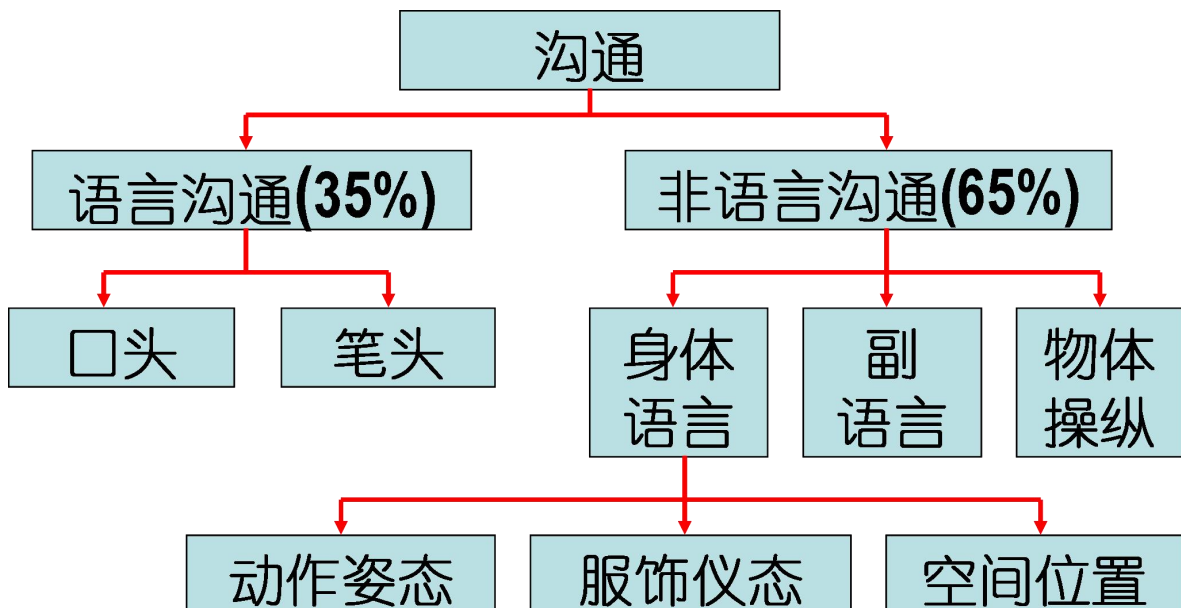 沟通
语言沟通(35%)
非语言沟通(65%)
口头
笔头
身体
语言
副
语言
物体
操纵
动作姿态
服饰仪态
空间位置